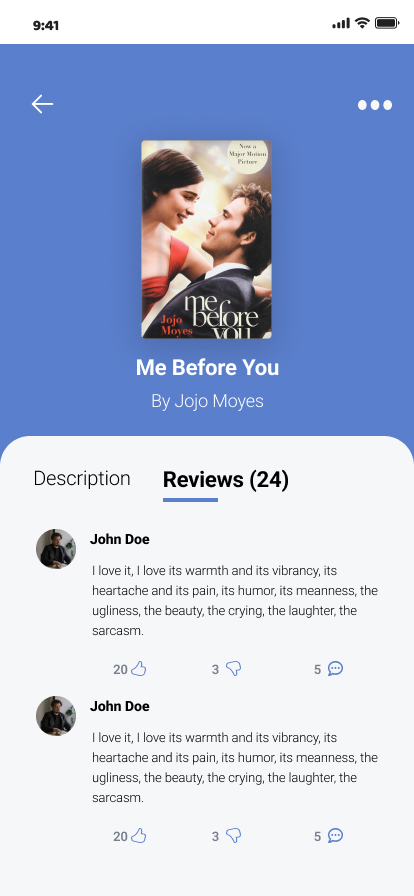 9:41
Now a
Major Motion
Picture
me
before
you
Jojo
Moyes
Me Before You
By Jojo Moyes
Description Reviews (24)
John Doe
I love it, I love its warmth and its vibrancy, its
heartache and its pain, its humor, its meanness, the
ugliness, the beauty, the crying, the laughter, the
sarcasm.
20 3 5
John Doe
I love it, I love its warmth and its vibrancy, its
heartache and its pain, its humor, its meanness, the
ugliness, the beauty, the crying, the laughter, the
sarcasm.
20 3 5